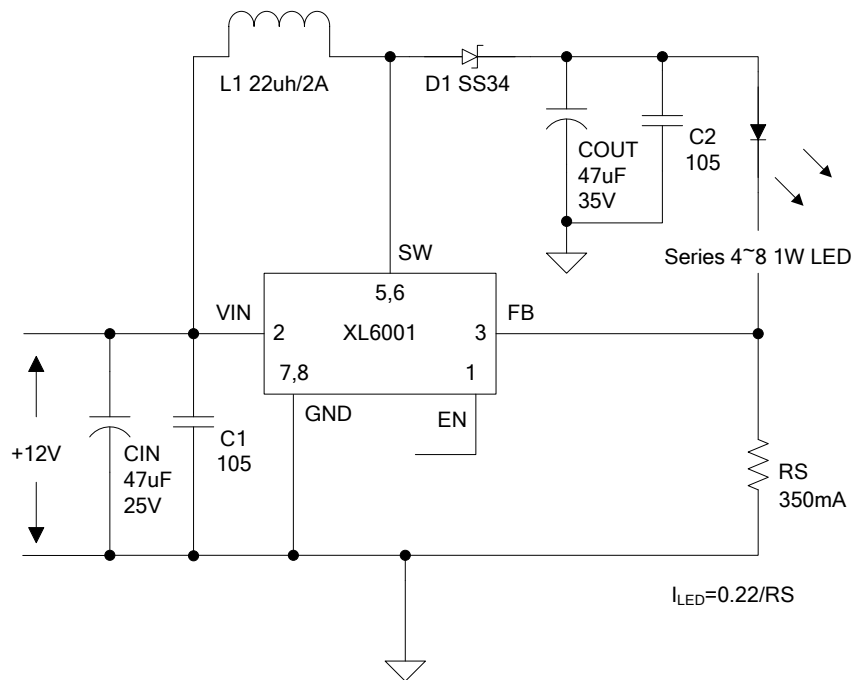 L1 22uh/2A
D1 SS34
COUT
47uF
35V
C2
105
SW
Series 4~8 1W LED
5,6
VIN
FB
2
XL6001
3
7,8
1
GND
EN
+12V
CIN
47uF
25V
C1
105
RS
350mA
ILED=0.22/RS